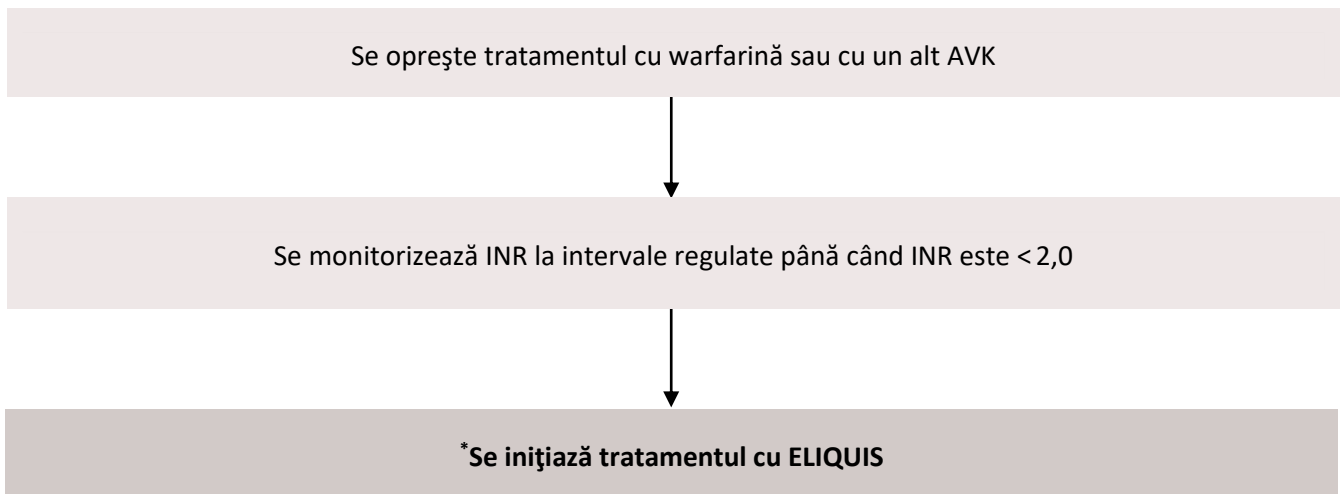 Se opreşte tratamentul cu warfarină sau cu un alt AVK
Se monitorizează INR la intervale regulate până când INR este < 2,0
*Se iniţiază tratamentul cu ELIQUIS